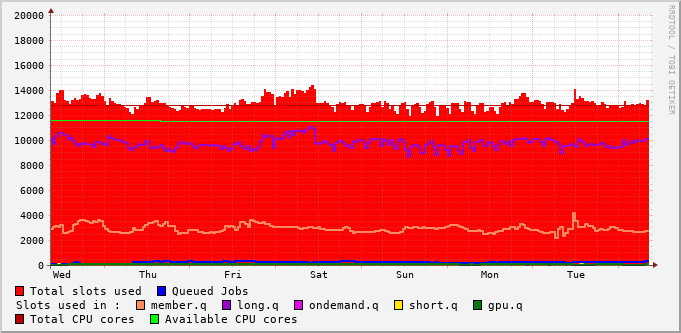 20000
18000
16000
14000
12000
10000
8000
6000
4000
2000
0
Wed Thu Fri Sat Sun Mon Tue
RRDTOOL / TOBI OETIKER
Total slots used Queued Jobs
Slots used in : member.q long.q ondemand.q short.q gpu.q
Total CPU cores Available CPU cores